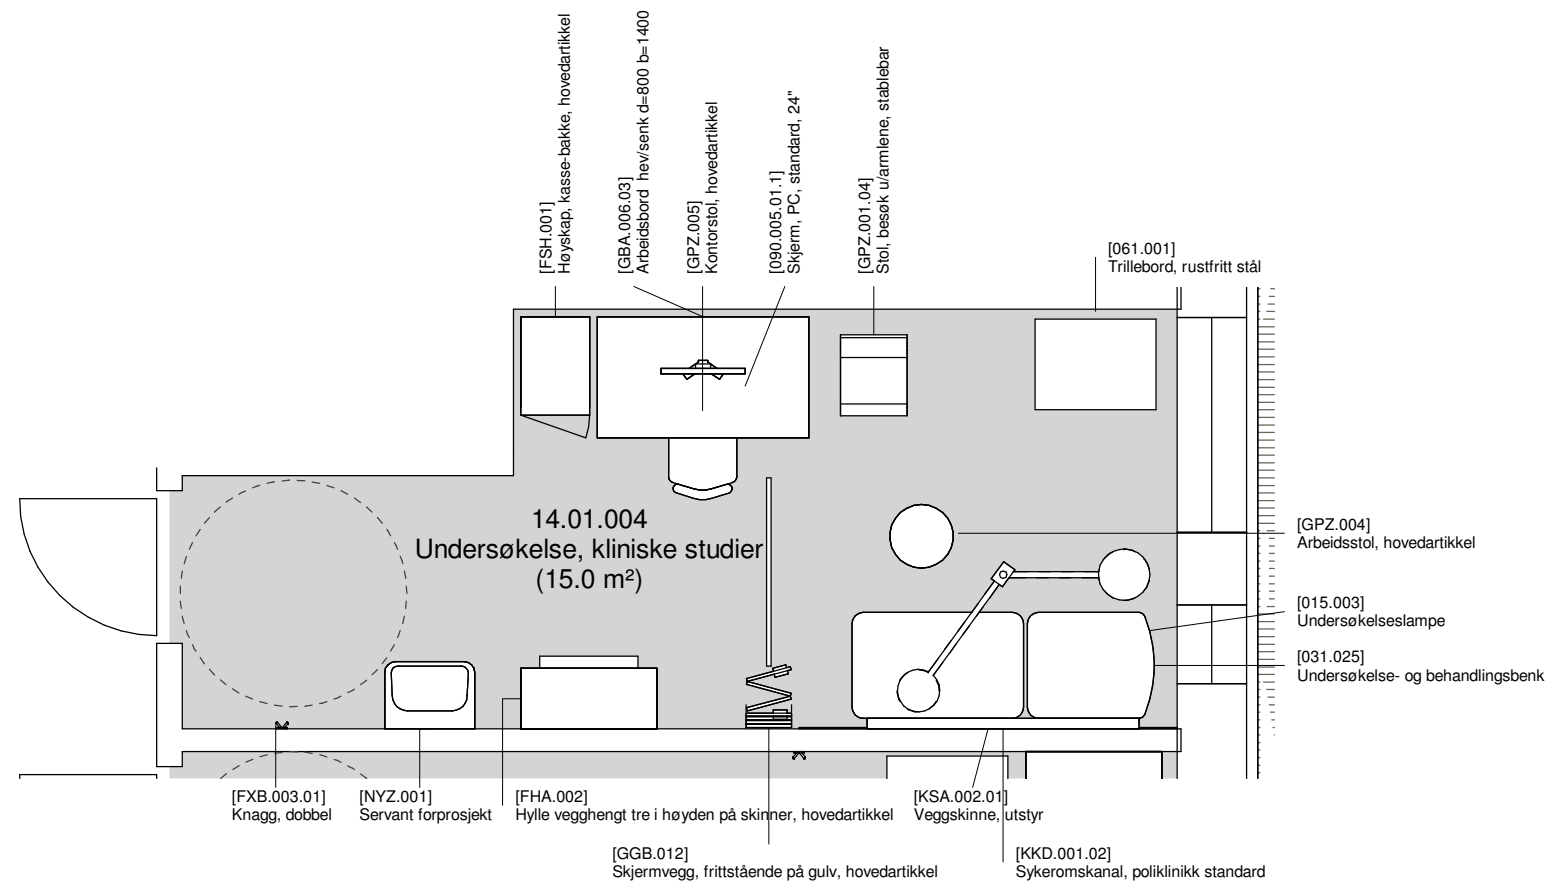 [FSH.001]
Høyskap, kasse-bakke, hovedartikkel
[GBA.006.03]
Arbeidsbord hev/senk d=800 b=1400
[GPZ.005]
Kontorstol, hovedartikkel
[090.005.01.1]
Skjerm, PC, standard, 24"
[GPZ.001.04]
Stol, besøk u/armlene, stablebar
[061.001]
Trillebord, rustfritt stål
14.01.004
Undersøkelse, kliniske studier
(15.0 m²)
[GPZ.004]
Arbeidsstol, hovedartikkel
[015.003]
Undersøkelseslampe
[031.025]
Undersøkelse- og behandlingsbenk
[FXB.003.01]
Knagg, dobbel
[NYZ.001]
Servant forprosjekt
[FHA.002]
Hylle vegghengt tre i høyden på skinner, hovedartikkel
[KSA.002.01]
Veggskinne, utstyr
[GGB.012]
Skjermvegg, frittstående på gulv, hovedartikkel
[KKD.001.02]
Sykeromskanal, poliklinikk standard